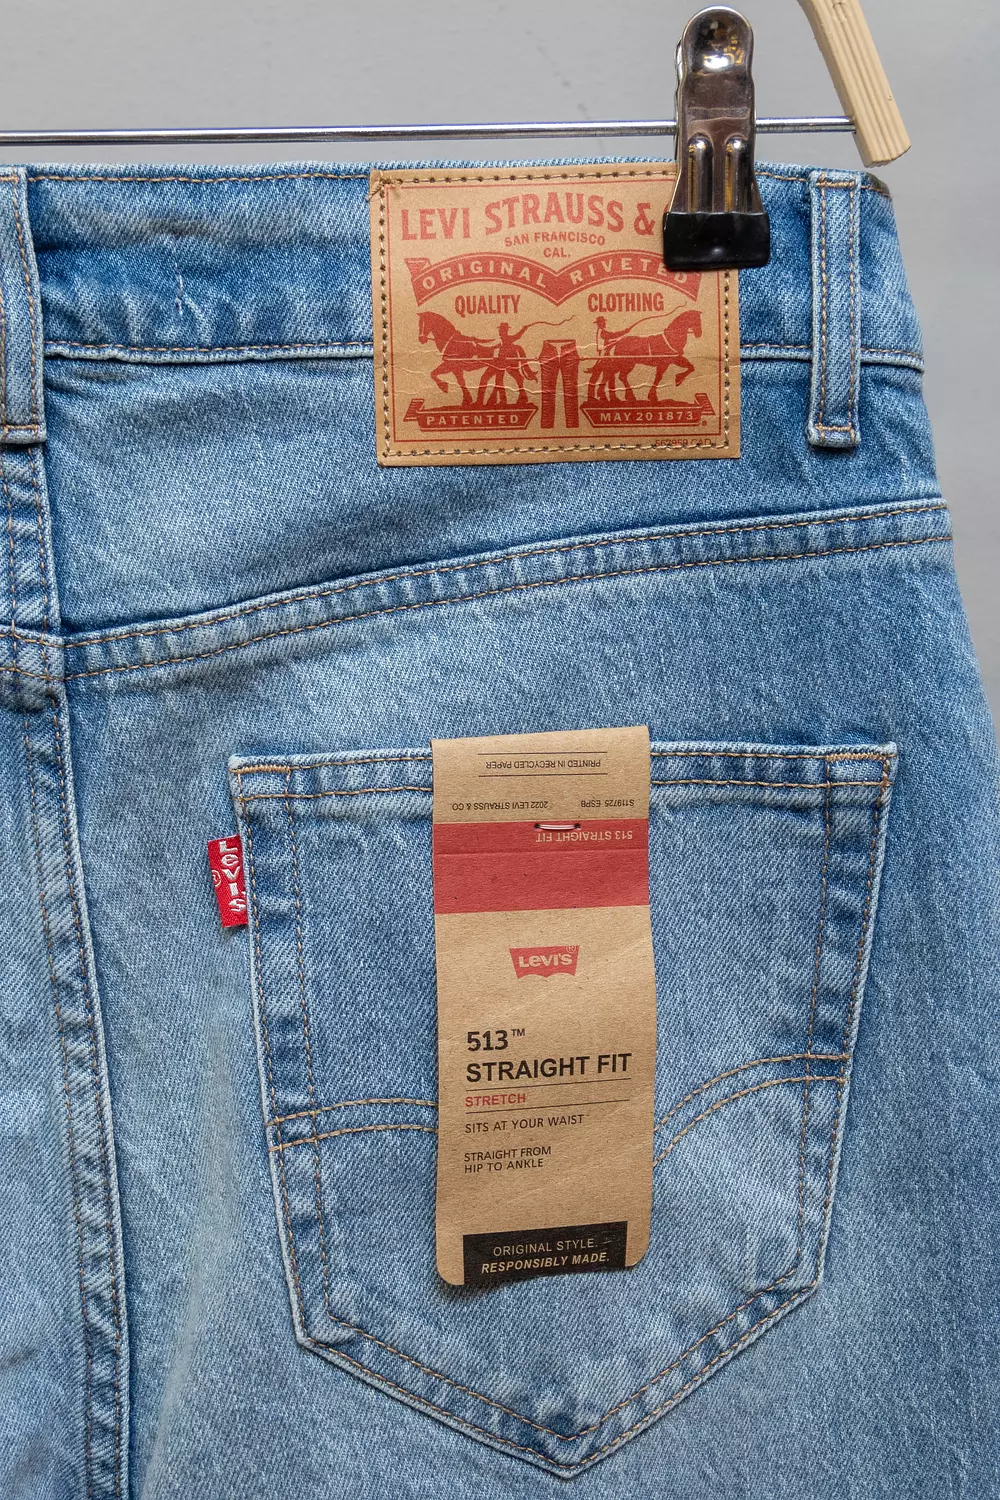 LEVI STRAUSS &
SAN FRANCISCO
CAL.
ORIGINAL RIVETED
QUALITY CLOTHING
PATENTED MAY 20 1873
LEVI'S
®
PRINTED IN RECYCLED PAPER
S119725 ESPB 2022 LEVI STRAUSS & CO.
513 STRAIGHT FIT
LEVI'S®
513™
STRAIGHT FIT
STRETCH
SITS AT YOUR WAIST
STRAIGHT FROM
HIP TO ANKLE
ORIGINAL STYLE.
RESPONSIBLY MADE.